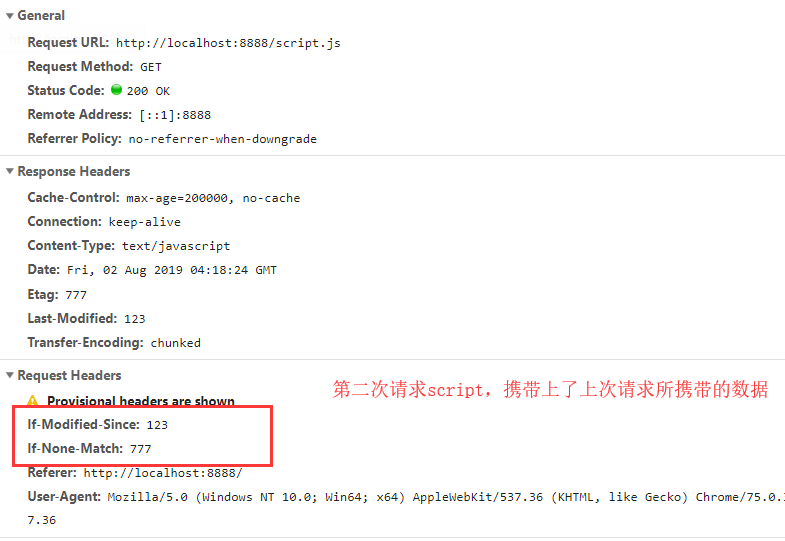 General
Request URL: http://localhost:8888/script.js
Request Method: GET
Status Code: 200 OK
Remote Address: [::1]:8888
Referrer Policy: no-referrer-when-downgrade
Response Headers
Cache-Control: max-age=200000, no-cache
Connection: keep-alive
Content-Type: text/javascript
Date: Fri, 02 Aug 2019 04:18:24 GMT
Etag: 777
Last-Modified: 123
Transfer-Encoding: chunked
Request Headers
第二次请求script，携带上了上次请求所携带的数据
Provisional headers are shown
If-Modified-Since: 123
If-None-Match: 777
Referer: http://localhost:8888/
User-Agent: Mozilla/5.0 (Windows NT 10.0; Win64; x64) AppleWebKit/537.36 (KHTML, like Gecko) Chrome/75.0.
7.36